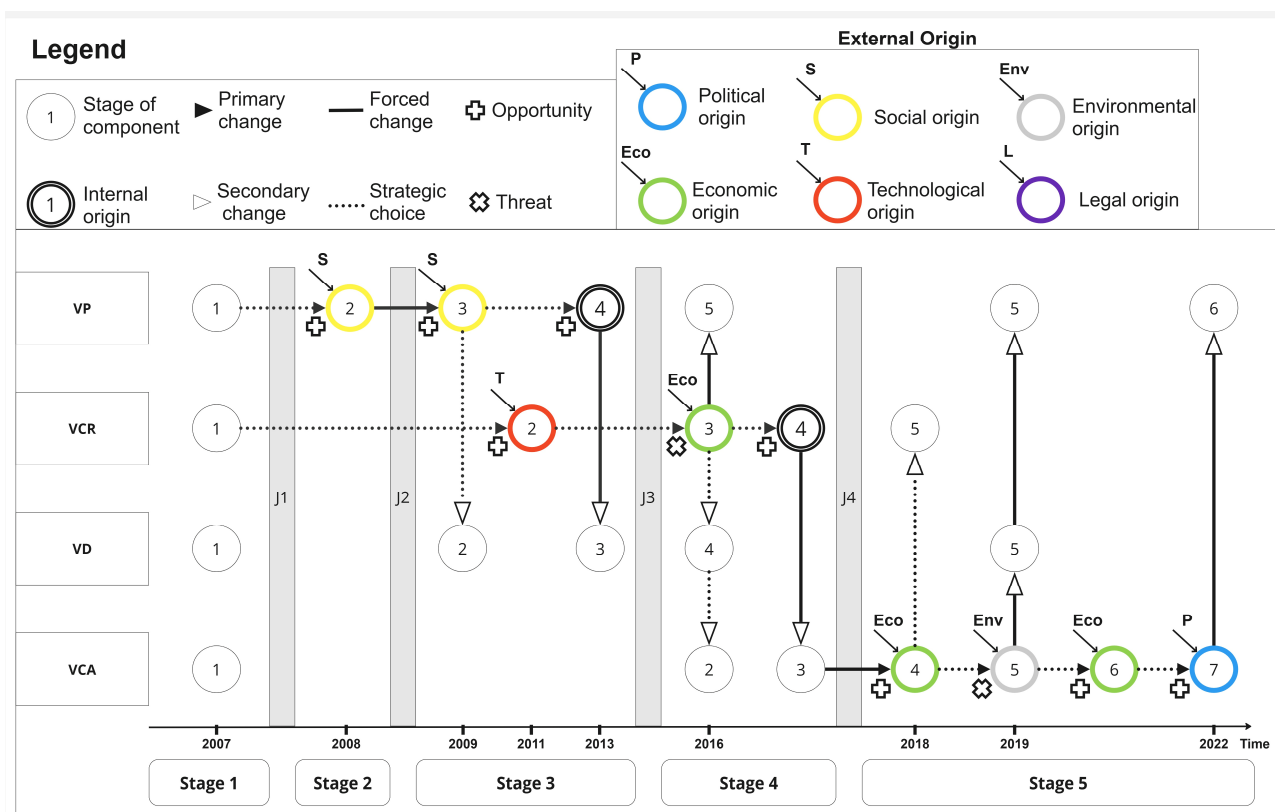 Legend
External Origin
1
Stage of
component
Primary
change
Forced
change
Opportunity
1
Internal
origin
Secondary
change
Strategic
choice
Threat
P
Political
origin
S
Social origin
Env
Environmental
origin
Eco
Economic
origin
T
Technological
origin
L
Legal origin
VP
1
S
2
S
3
4
5
5
6
VCR
1
T
2
Eco
3
4
5
J1
J2
J3
J4
VD
1
2
3
4
5
VCA
1
2
3
Eco
4
Env
5
Eco
6
P
7
2007
2008
2009
2011
2013
2016
2018
2019
2022
Time
Stage 1
Stage 2
Stage 3
Stage 4
Stage 5